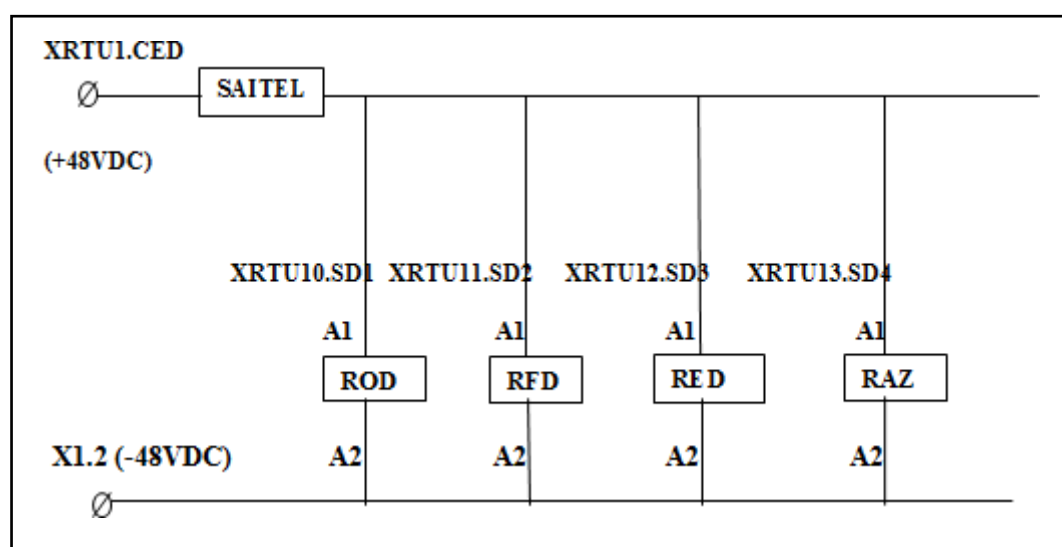 XRTU1.CED
SAITEL
(+48VDC)
XRTU10.SD1 XRTU11.SD2 XRTU12.SD3 XRTU13.SD4
A1 A1 A1 A1
ROD RFD RED RAZ
X1.2 (-48VDC) A2 A2 A2 A2